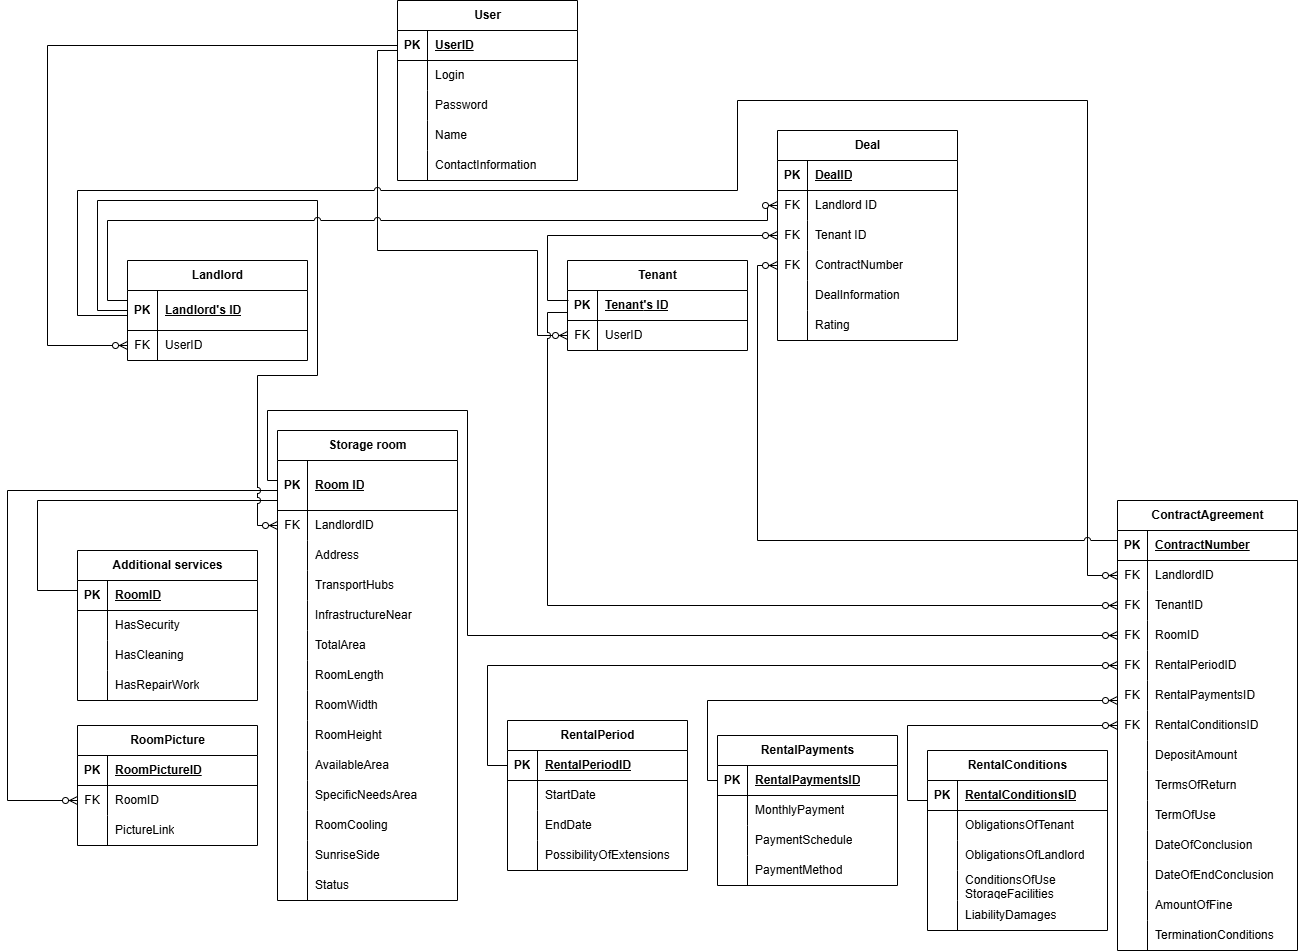 User
PK UserID
Login
Password
Name
ContactInformation
Deal
PK DealID
FK Landlord ID
FK Tenant ID
FK ContractNumber
DealInformation
Rating
Landlord
PK Landlord's ID
FK UserID
Tenant
PK Tenant's ID
FK UserID
Storage room
PK Room ID
FK LandlordID
Address
TransportHubs
InfrastructureNear
TotalArea
RoomLength
RoomWidth
RoomHeight
AvailableArea
SpecificNeedsArea
RoomCooling
SunriseSide
Status
Additional services
PK RoomID
HasSecurity
HasCleaning
HasRepairWork
RoomPicture
PK RoomPictureID
FK RoomID
PictureLink
RentalPeriod
PK RentalPeriodID
StartDate
EndDate
PossibilityOfExtensions
RentalPayments
PK RentalPaymentsID
MonthlyPayment
PaymentSchedule
PaymentMethod
RentalConditions
PK RentalConditionsID
ObligationsOfTenant
ObligationsOfLandlord
ConditionsOfUse
StorageFacilities
LiabilityDamages
ContractAgreement
PK ContractNumber
FK LandlordID
FK TenantID
FK RoomID
FK RentalPeriodID
FK RentalPaymentsID
FK RentalConditionsID
DepositAmount
TermsOfReturn
TermOfUse
DateOfConclusion
DateOfEndConclusion
AmountOfFine
TerminationConditions